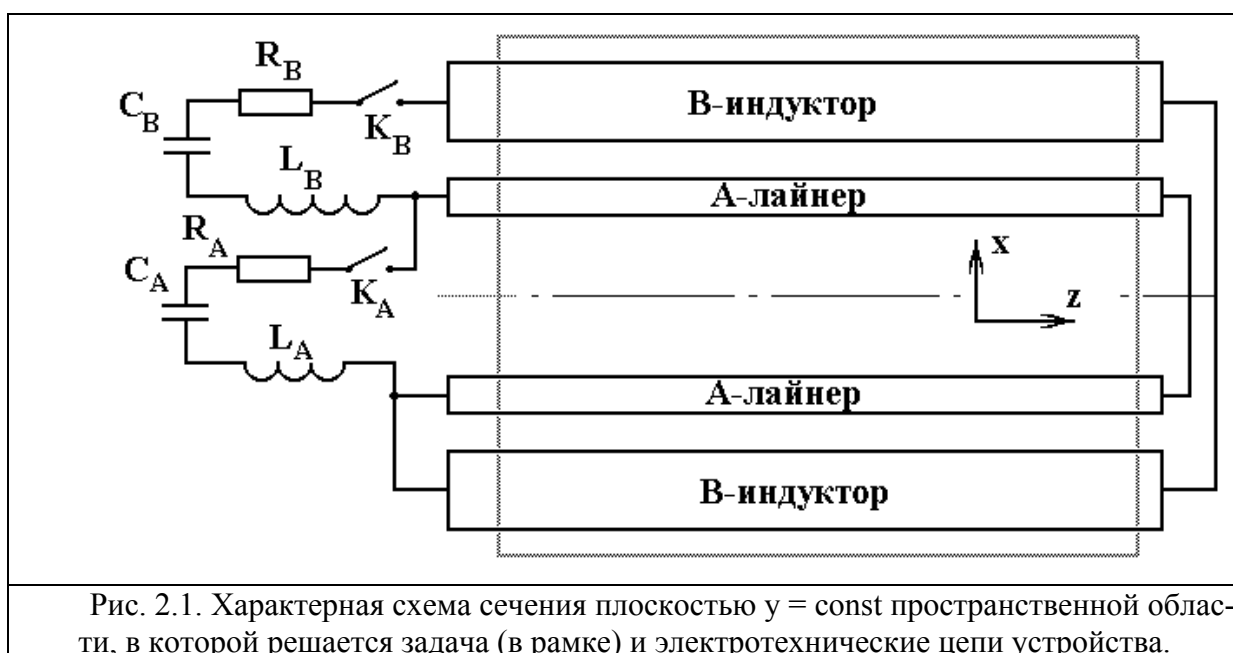 R_B
C_B
K_B
В-индуктор
L_B
А-лайнер
R_A
C_A
K_A
x
z
L_A
А-лайнер
В-индуктор
Рис. 2.1. Характерная схема сечения плоскостью y = const пространственной облас-
ти, в которой решается задача (в рамке) и электротехнические цепи устройства.